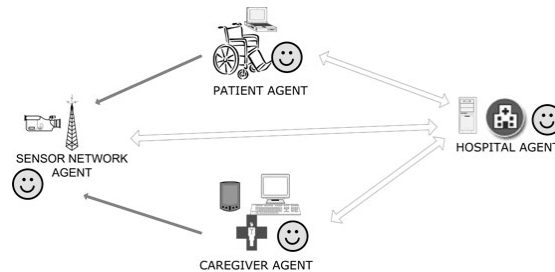 PATIENT AGENT
SENSOR NETWORK
AGENT
HOSPITAL AGENT
CAREGIVER AGENT